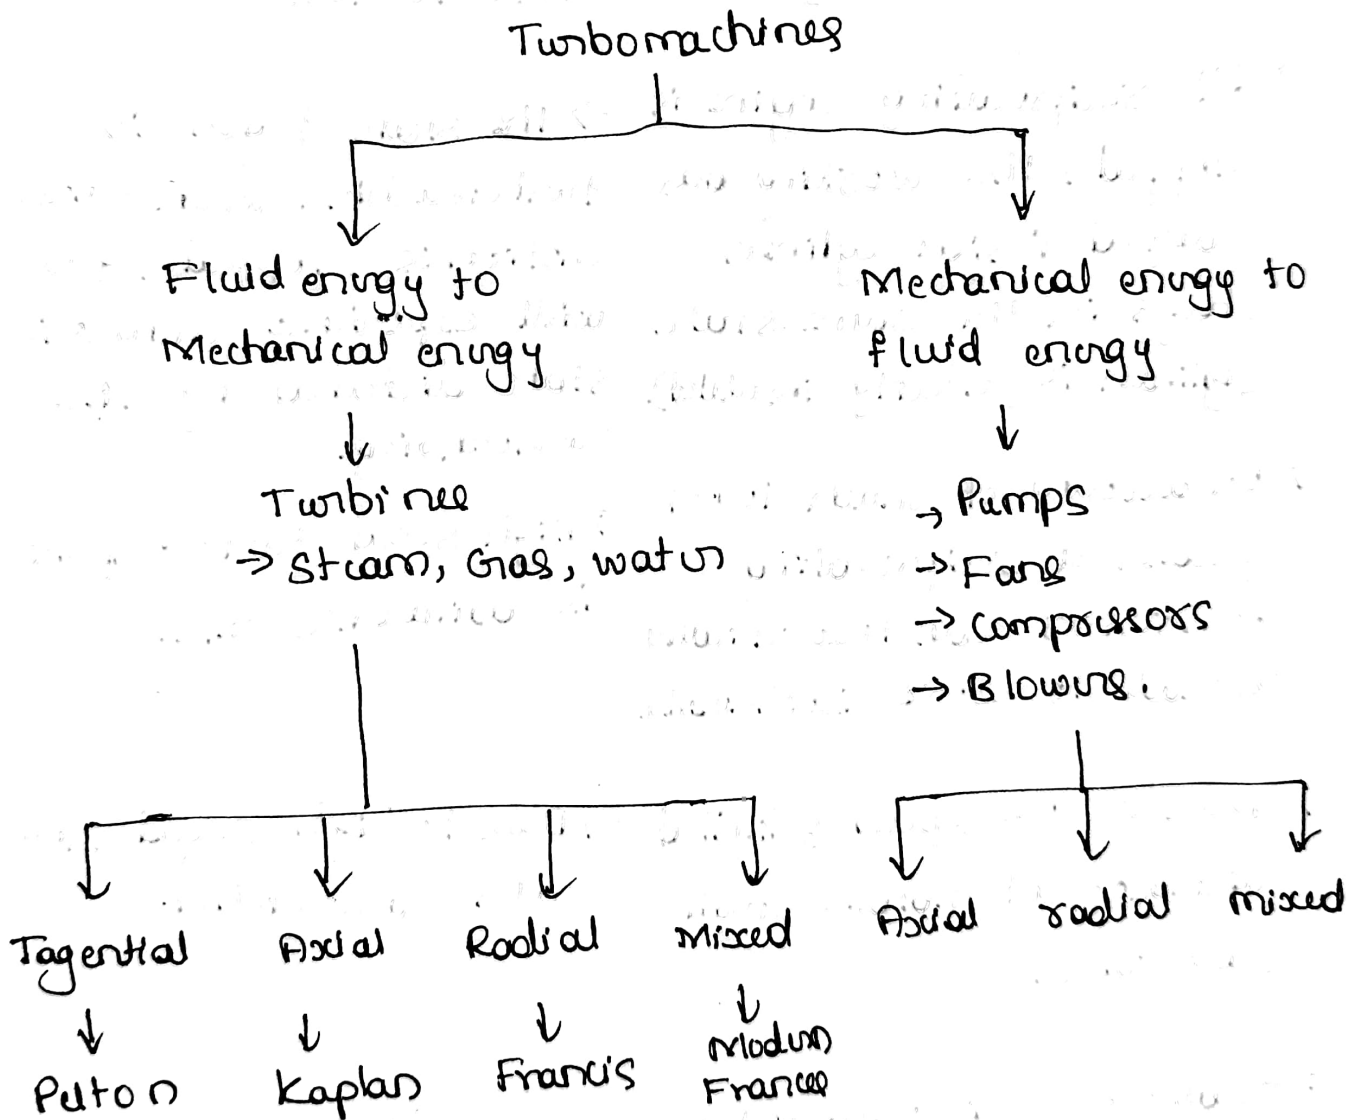 Turbomachines
Fluid energy to
Mechanical energy
Mechanical energy to
fluid energy
↓
↓
Turbines
→ Steam, Gas, water
→ Pumps
→ Fans
→ Compressors
→ Blowers.
Tagential Axial Radial Mixed
Axial radial mixed
↓ ↓ ↓ ↓
Pelton Kaplan Francis Modern
Francis